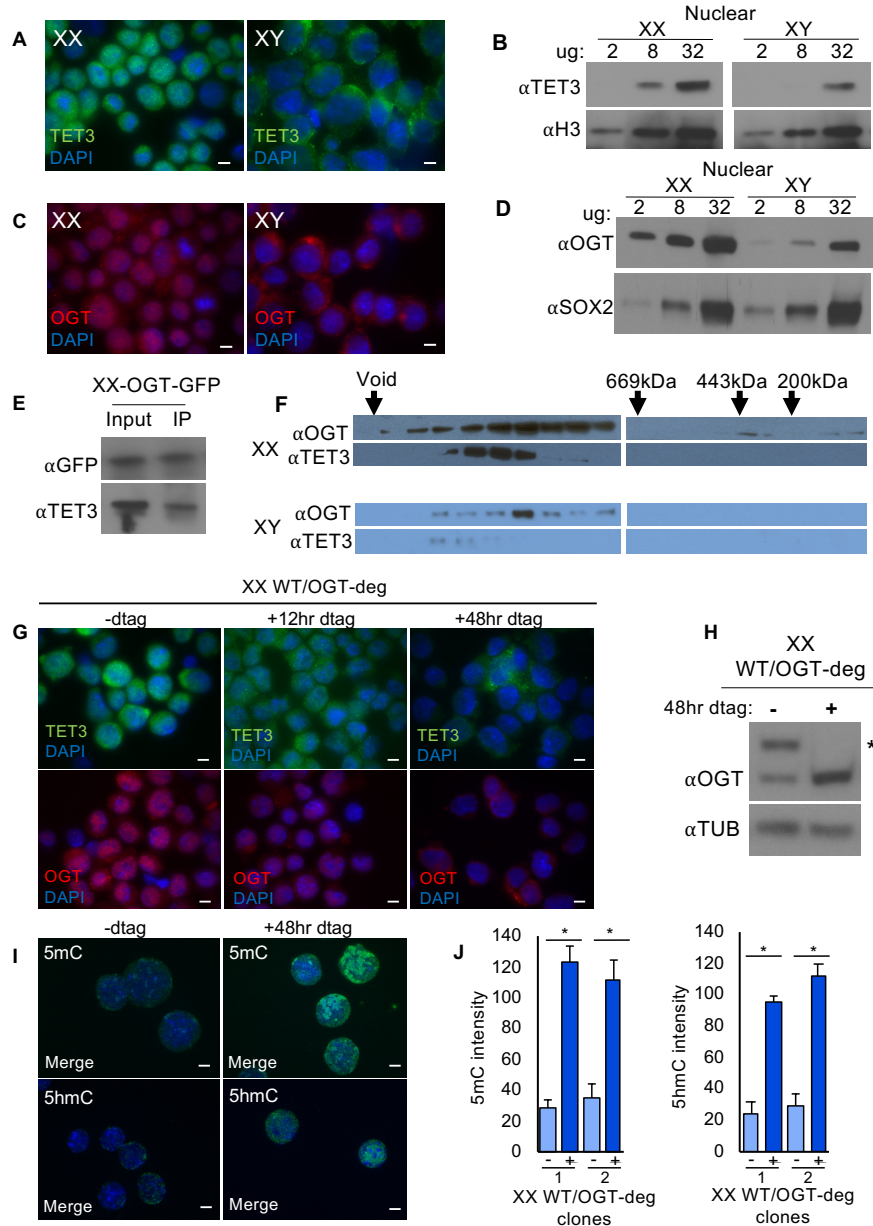 A
XX
TET3
DAPI
XY
TET3
DAPI
B
Nuclear
XX XY
ug: 2 8 32 2 8 32
αTET3
αH3
C
XX
OGT
DAPI
XY
OGT
DAPI
D
Nuclear
XX XY
ug: 2 8 32 2 8 32
αOGT
αSOX2
E
XX-OGT-GFP
Input IP
αGFP
αTET3
F
Void 669kDa 443kDa 200kDa
XX
αOGT
αTET3
XY
αOGT
αTET3
XX WT/OGT-deg
G
-dtag +12hr dtag +48hr dtag
TET3
DAPI
TET3
DAPI
TET3
DAPI
OGT
DAPI
OGT
DAPI
OGT
DAPI
H
XX
WT/OGT-deg
48hr dtag: - +
*
αOGT
αTUB
I
-dtag +48hr dtag
5mC
Merge
5mC
Merge
5hmC
Merge
5hmC
Merge
J
5mC intensity
140
120
100
80
60
40
20
0
* *
- + - +
1 2
XX WT/OGT-deg
clones
5hmC intensity
140
120
100
80
60
40
20
0
* *
- + - +
1 2
XX WT/OGT-deg
clones